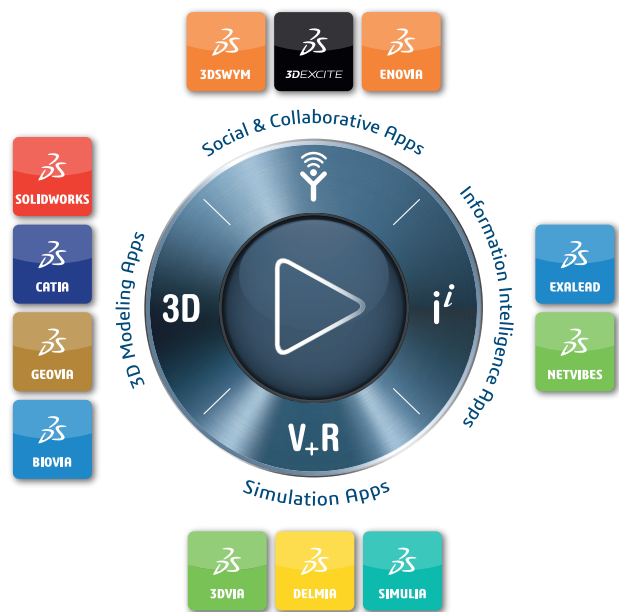 3DSWYM
3DEXCITE
ENOVIA
Social & Collaborative Apps
SOLIDWORKS
CATIA
GEOVIA
BIOVIA
3D Modeling Apps
3D
i i
V+R
Information Intelligence Apps
EXALEAD
NETVIBES
Simulation Apps
3DVIA
DELMIA
SIMULIA